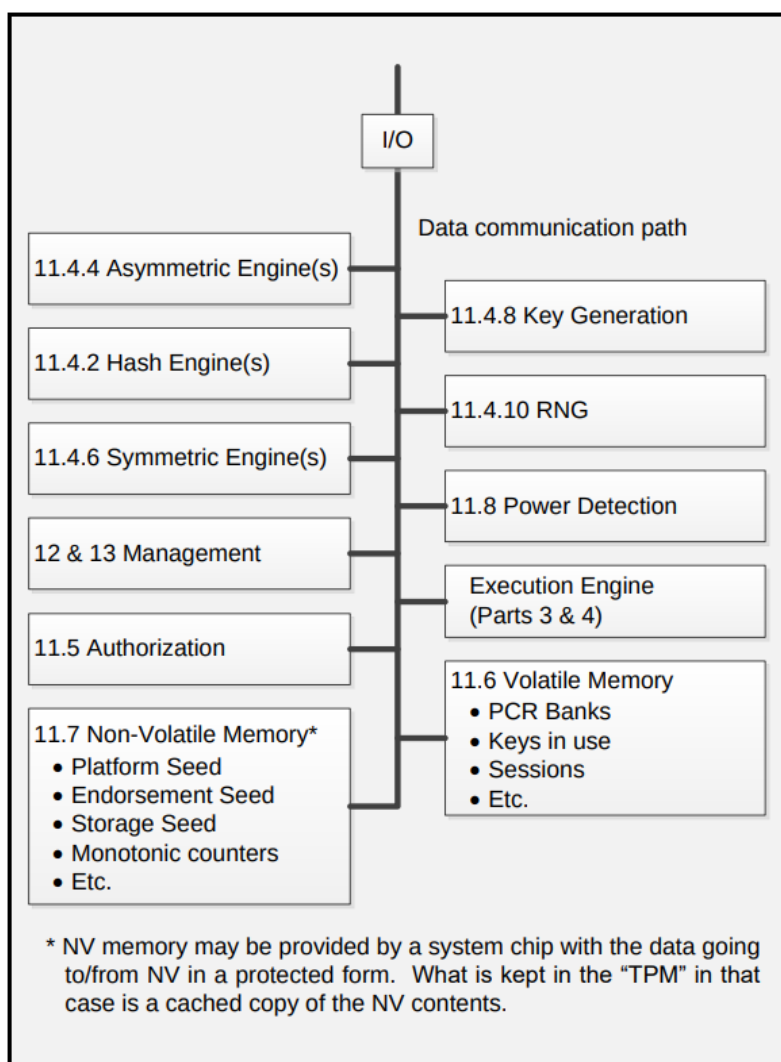 I/O
Data communication path
11.4.4 Asymmetric Engine(s)
11.4.8 Key Generation
11.4.2 Hash Engine(s)
11.4.10 RNG
11.4.6 Symmetric Engine(s)
11.8 Power Detection
12 & 13 Management
Execution Engine
(Parts 3 & 4)
11.5 Authorization
11.6 Volatile Memory
• PCR Banks
• Keys in use
• Sessions
• Etc.
11.7 Non-Volatile Memory*
• Platform Seed
• Endorsement Seed
• Storage Seed
• Monotonic counters
• Etc.
* NV memory may be provided by a system chip with the data going
to/from NV in a protected form. What is kept in the “TPM” in that
case is a cached copy of the NV contents.